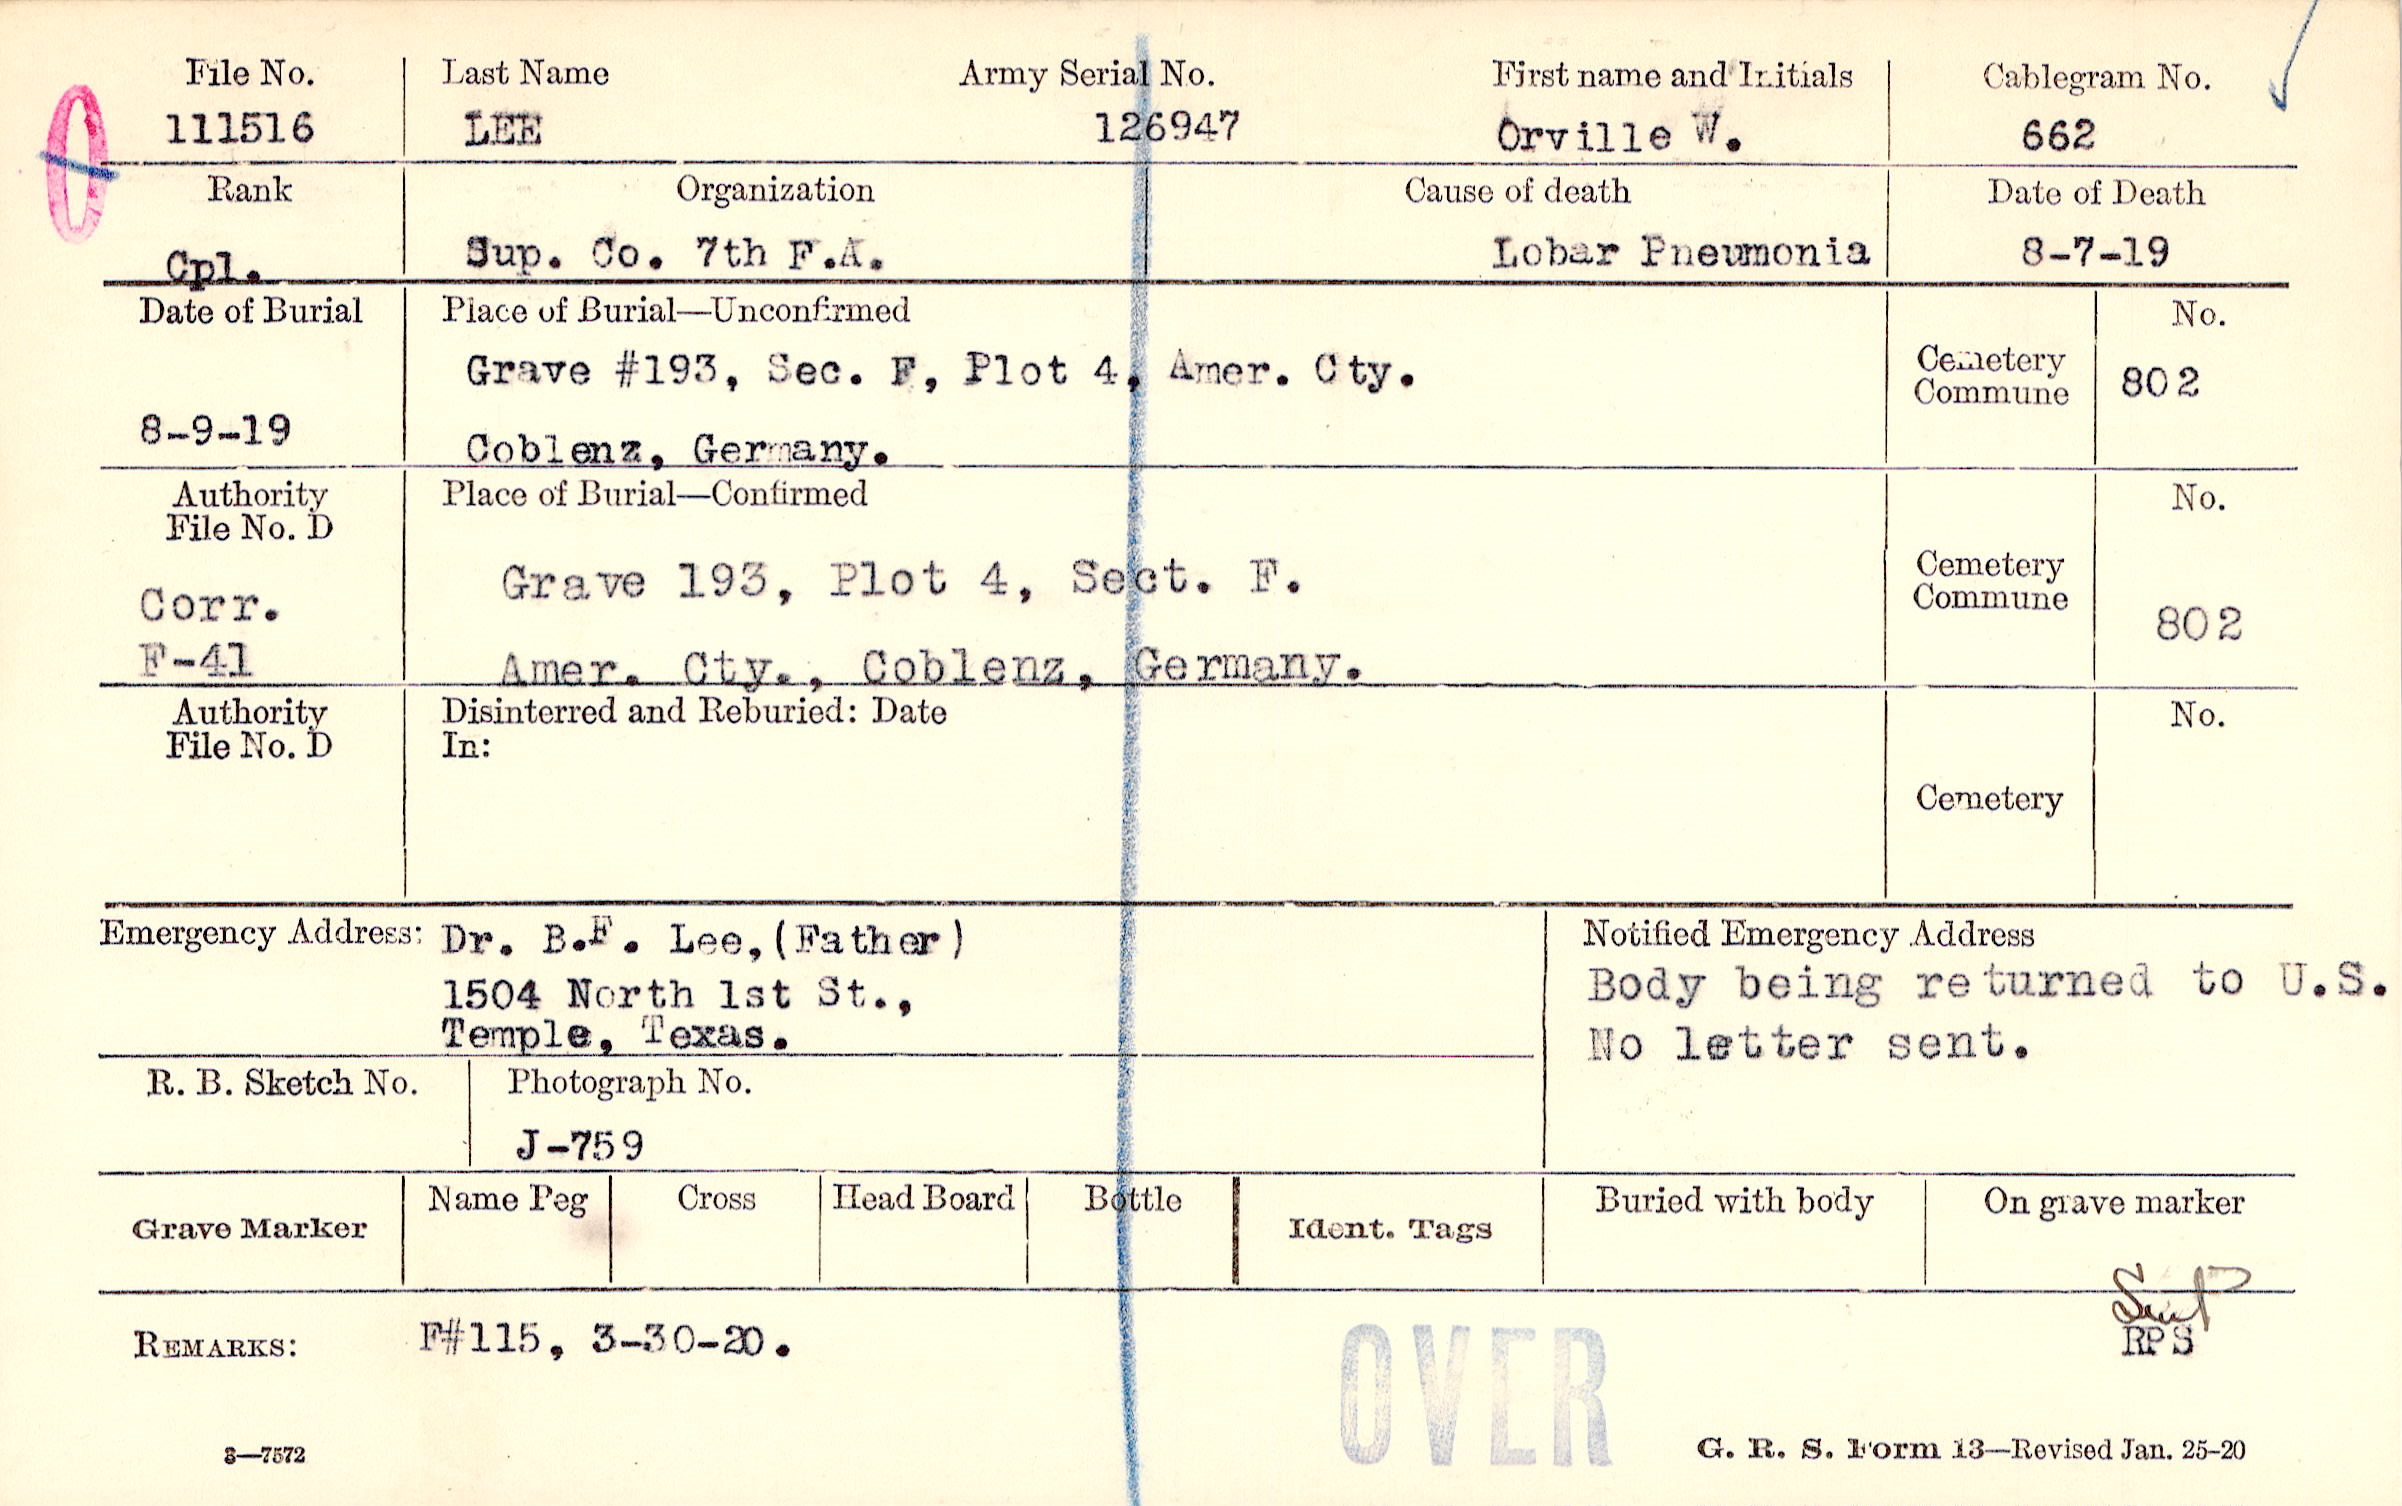 File No. Last Name Army Serial No. First name and Initials Cablegram No.
111516 LEE 126947 Orville W. 662
Rank Organization Cause of death Date of Death
Cpl. Sup. Co. 7th F.A. Lobar Pneumonia 8-7-19
Date of Burial Place of Burial—Unconfirmed No.
Grave #193, Sec. F, Plot 4, Amer. Cty. Cemetery
Commune 802
8-9-19
Coblenz, Germany.
Authority Place of Burial—Confirmed No.
File No. D
Grave 193, Plot 4, Sect. F. Cemetery
Corr. Commune 802
F-41 Amer. Cty., Coblenz, Germany.
Authority Disinterred and Reburied: Date No.
File No. D In:
Cemetery
Emergency Address: Dr. B.F. Lee,(Father) Notified Emergency Address
1504 North 1st St., Body being returned to U.S.
Temple, Texas. No letter sent.
R. B. Sketch No. Photograph No.
J-759
Grave Marker Name Peg Cross Head Board Bottle Ident. Tags Buried with body On grave marker
REMARKS: F#115, 3-30-20. RPS
OVER
3—7572 G. R. S. Form 13—Revised Jan. 25-20